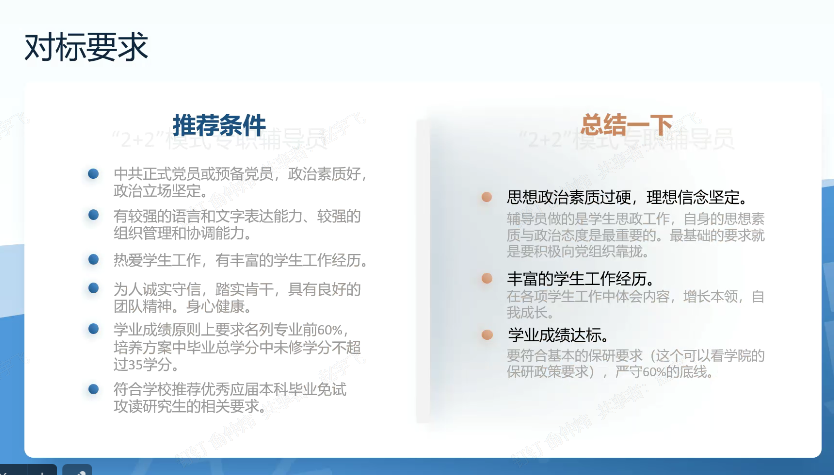 对标要求
推荐条件
“2+2”模式专职辅导员
中共正式党员或预备党员，政治素质好，
政治立场坚定。
有较强的语言和文字表达能力、较强的
组织管理和协调能力。
热爱学生工作，有丰富的学生工作经历。
为人诚实守信，踏实肯干，具有良好的
团队精神。身心健康。
学业成绩原则上要求名列专业前60%，
培养方案中毕业总学分中未修学分不超
过35学分。
符合学校推荐优秀应届本科毕业免试
攻读研究生的相关要求。
总结一下
“2+2”模式专职辅导员
思想政治素质过硬，理想信念坚定。
辅导员做的是学生思政工作，自身的思想素
质与政治态度是最重要的。最基础的要求就
是要积极向党组织靠拢。
丰富的学生工作经历。
在各项学生工作中体会内容，增长本领，自
我成长。
学业成绩达标。
要符合基本的保研要求（这个可以看学院的
保研政策要求），严守60%的底线。